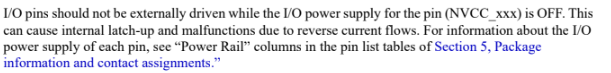 I/O pins should not be externally driven while the I/O power supply for the pin (NVCC_xxx) is OFF. This
can cause internal latch-up and malfunctions due to reverse current flows. For information about the I/O
power supply of each pin, see “Power Rail” columns in the pin list tables of Section 5, Package
information and contact assignments.”